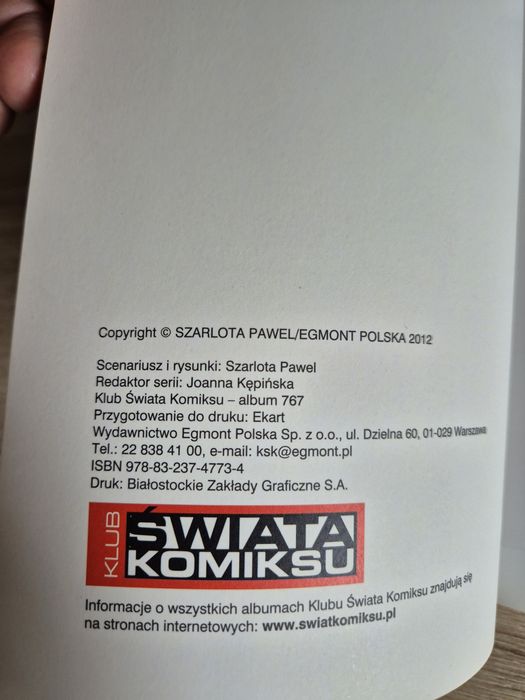 Copyright © SZARLOTA PAWEL/EGMONT POLSKA 2012
Scenariusz i rysunki: Szarlota Pawel
Redaktor serii: Joanna Kępińska
Klub Świata Komiksu – album 767
Przygotowanie do druku: Ekart
Wydawnictwo Egmont Polska Sp. z o.o., ul. Dzielna 60, 01-029 Warszawa
Tel.: 22 838 41 00, e-mail: ksk@egmont.pl
ISBN 978-83-237-4773-4
Druk: Białostockie Zakłady Graficzne S.A.
KLUB
ŚWIATA
KOMIKSU
Informacje o wszystkich albumach Klubu Świata Komiksu znajdują się
na stronach internetowych: www.swiatkomiksu.pl